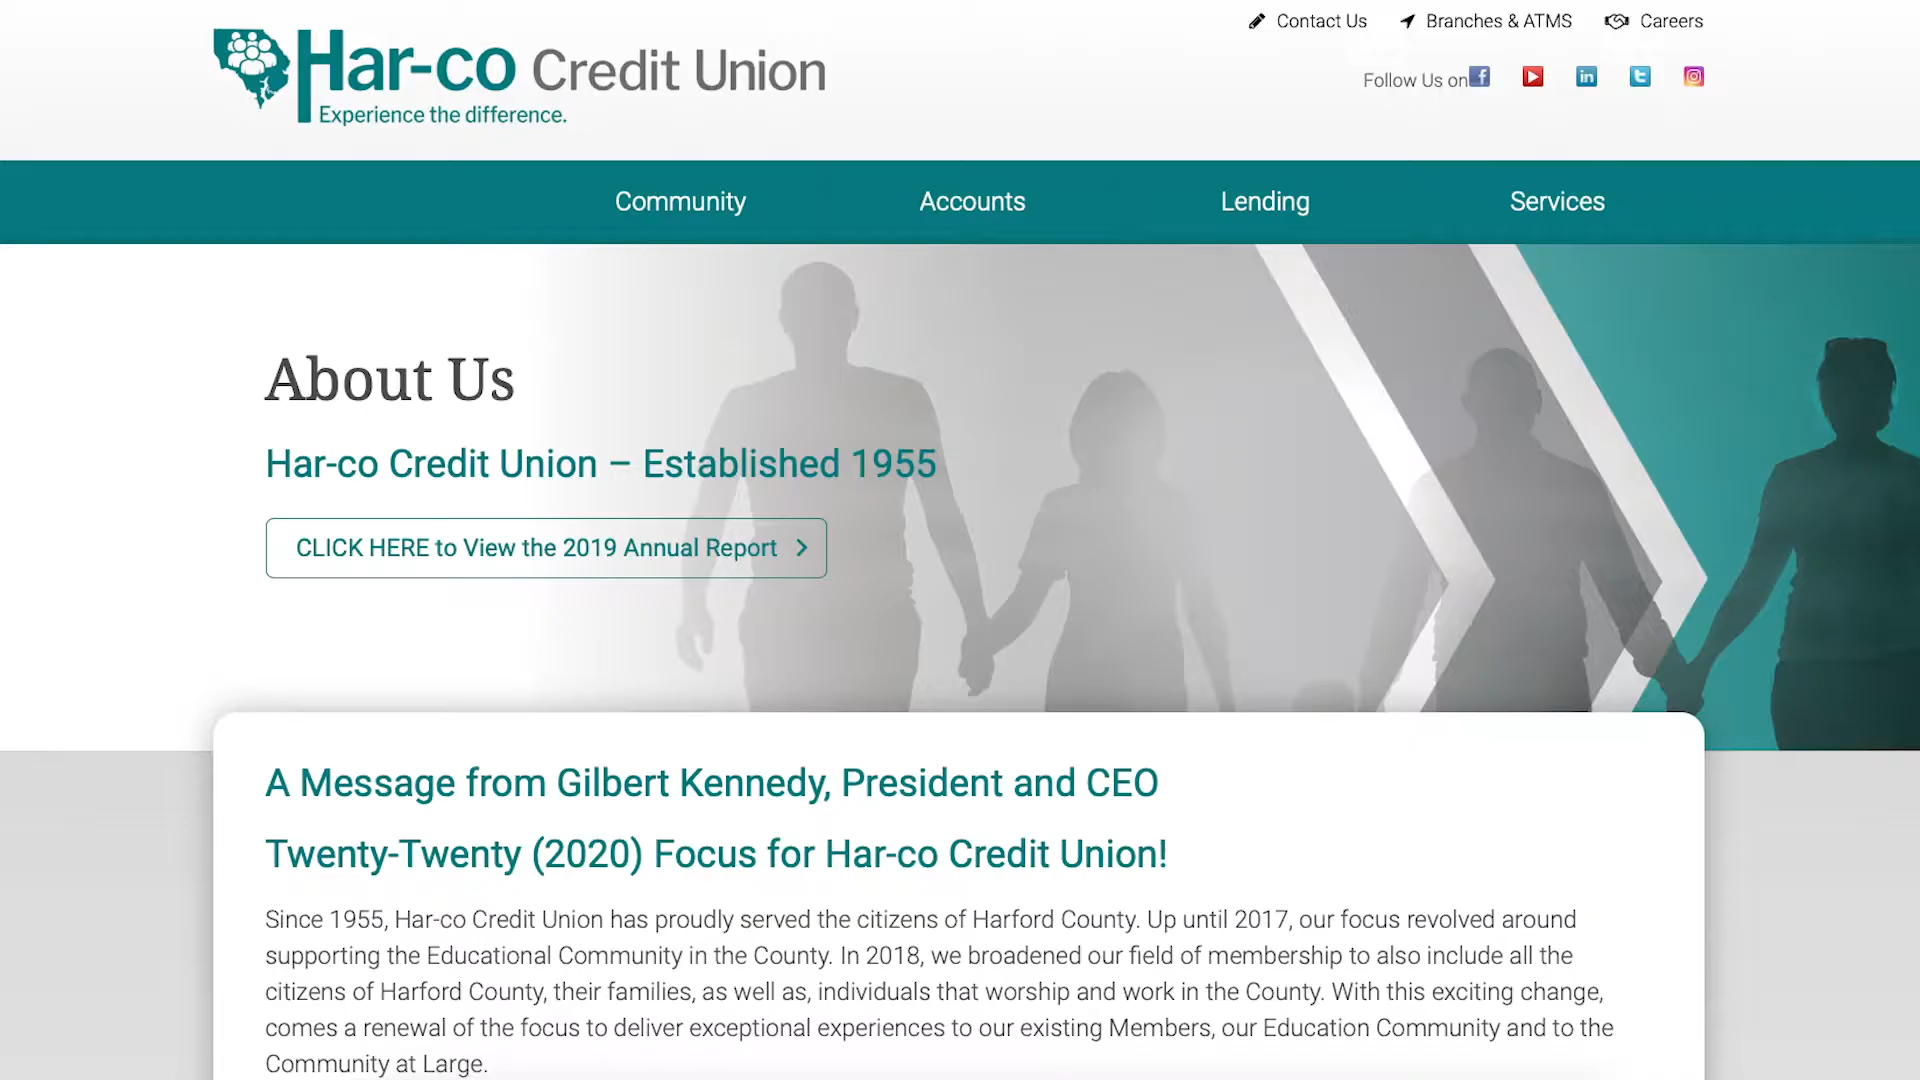 Contact Us
Branches & ATMS
Careers
Har-co Credit Union
Experience the difference.
Follow Us on
Community
Accounts
Lending
Services
About Us
Har-co Credit Union – Established 1955
CLICK HERE to View the 2019 Annual Report
A Message from Gilbert Kennedy, President and CEO
Twenty-Twenty (2020) Focus for Har-co Credit Union!
Since 1955, Har-co Credit Union has proudly served the citizens of Harford County. Up until 2017, our focus revolved around
supporting the Educational Community in the County. In 2018, we broadened our field of membership to also include all the
citizens of Harford County, their families, as well as, individuals that worship and work in the County. With this exciting change,
comes a renewal of the focus to deliver exceptional experiences to our existing Members, our Education Community and to the
Community at Large.